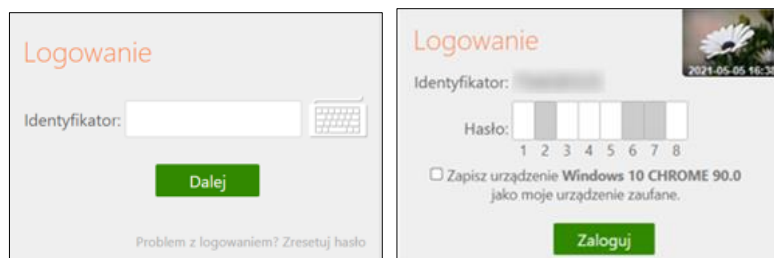 Logowanie
Identyfikator:
Dalej
Problem z logowaniem? Zresetuj hasło
Logowanie
2021-05-05 16:38
Identyfikator:
Hasło:
1 2 3 4 5 6 7 8
Zapisz urządzenie Windows 10 CHROME 90.0
jako moje urządzenie zaufane.
Zaloguj